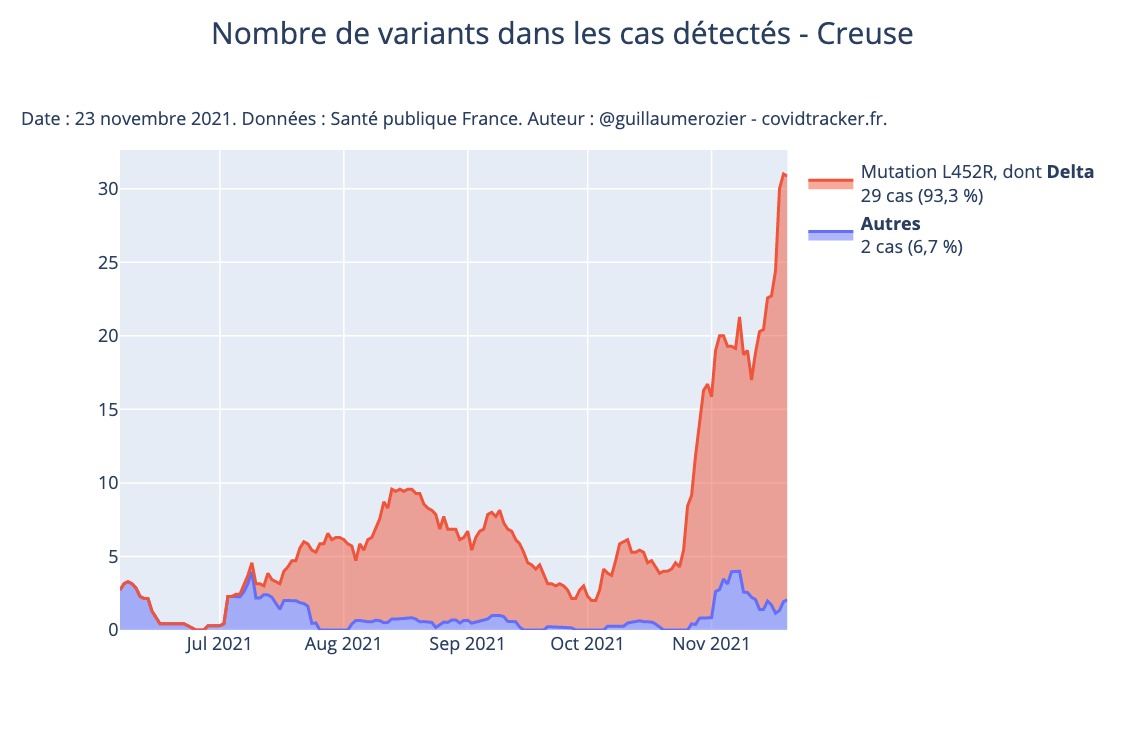 Nombre de variants dans les cas détectés - Creuse
Date : 23 novembre 2021. Données : Santé publique France. Auteur : @guillaumerozier - covidtracker.fr.
Mutation L452R, dont Delta
29 cas (93,3 %)
Autres
2 cas (6,7 %)
30
25
20
15
10
5
0
Jul 2021 Aug 2021 Sep 2021 Oct 2021 Nov 2021